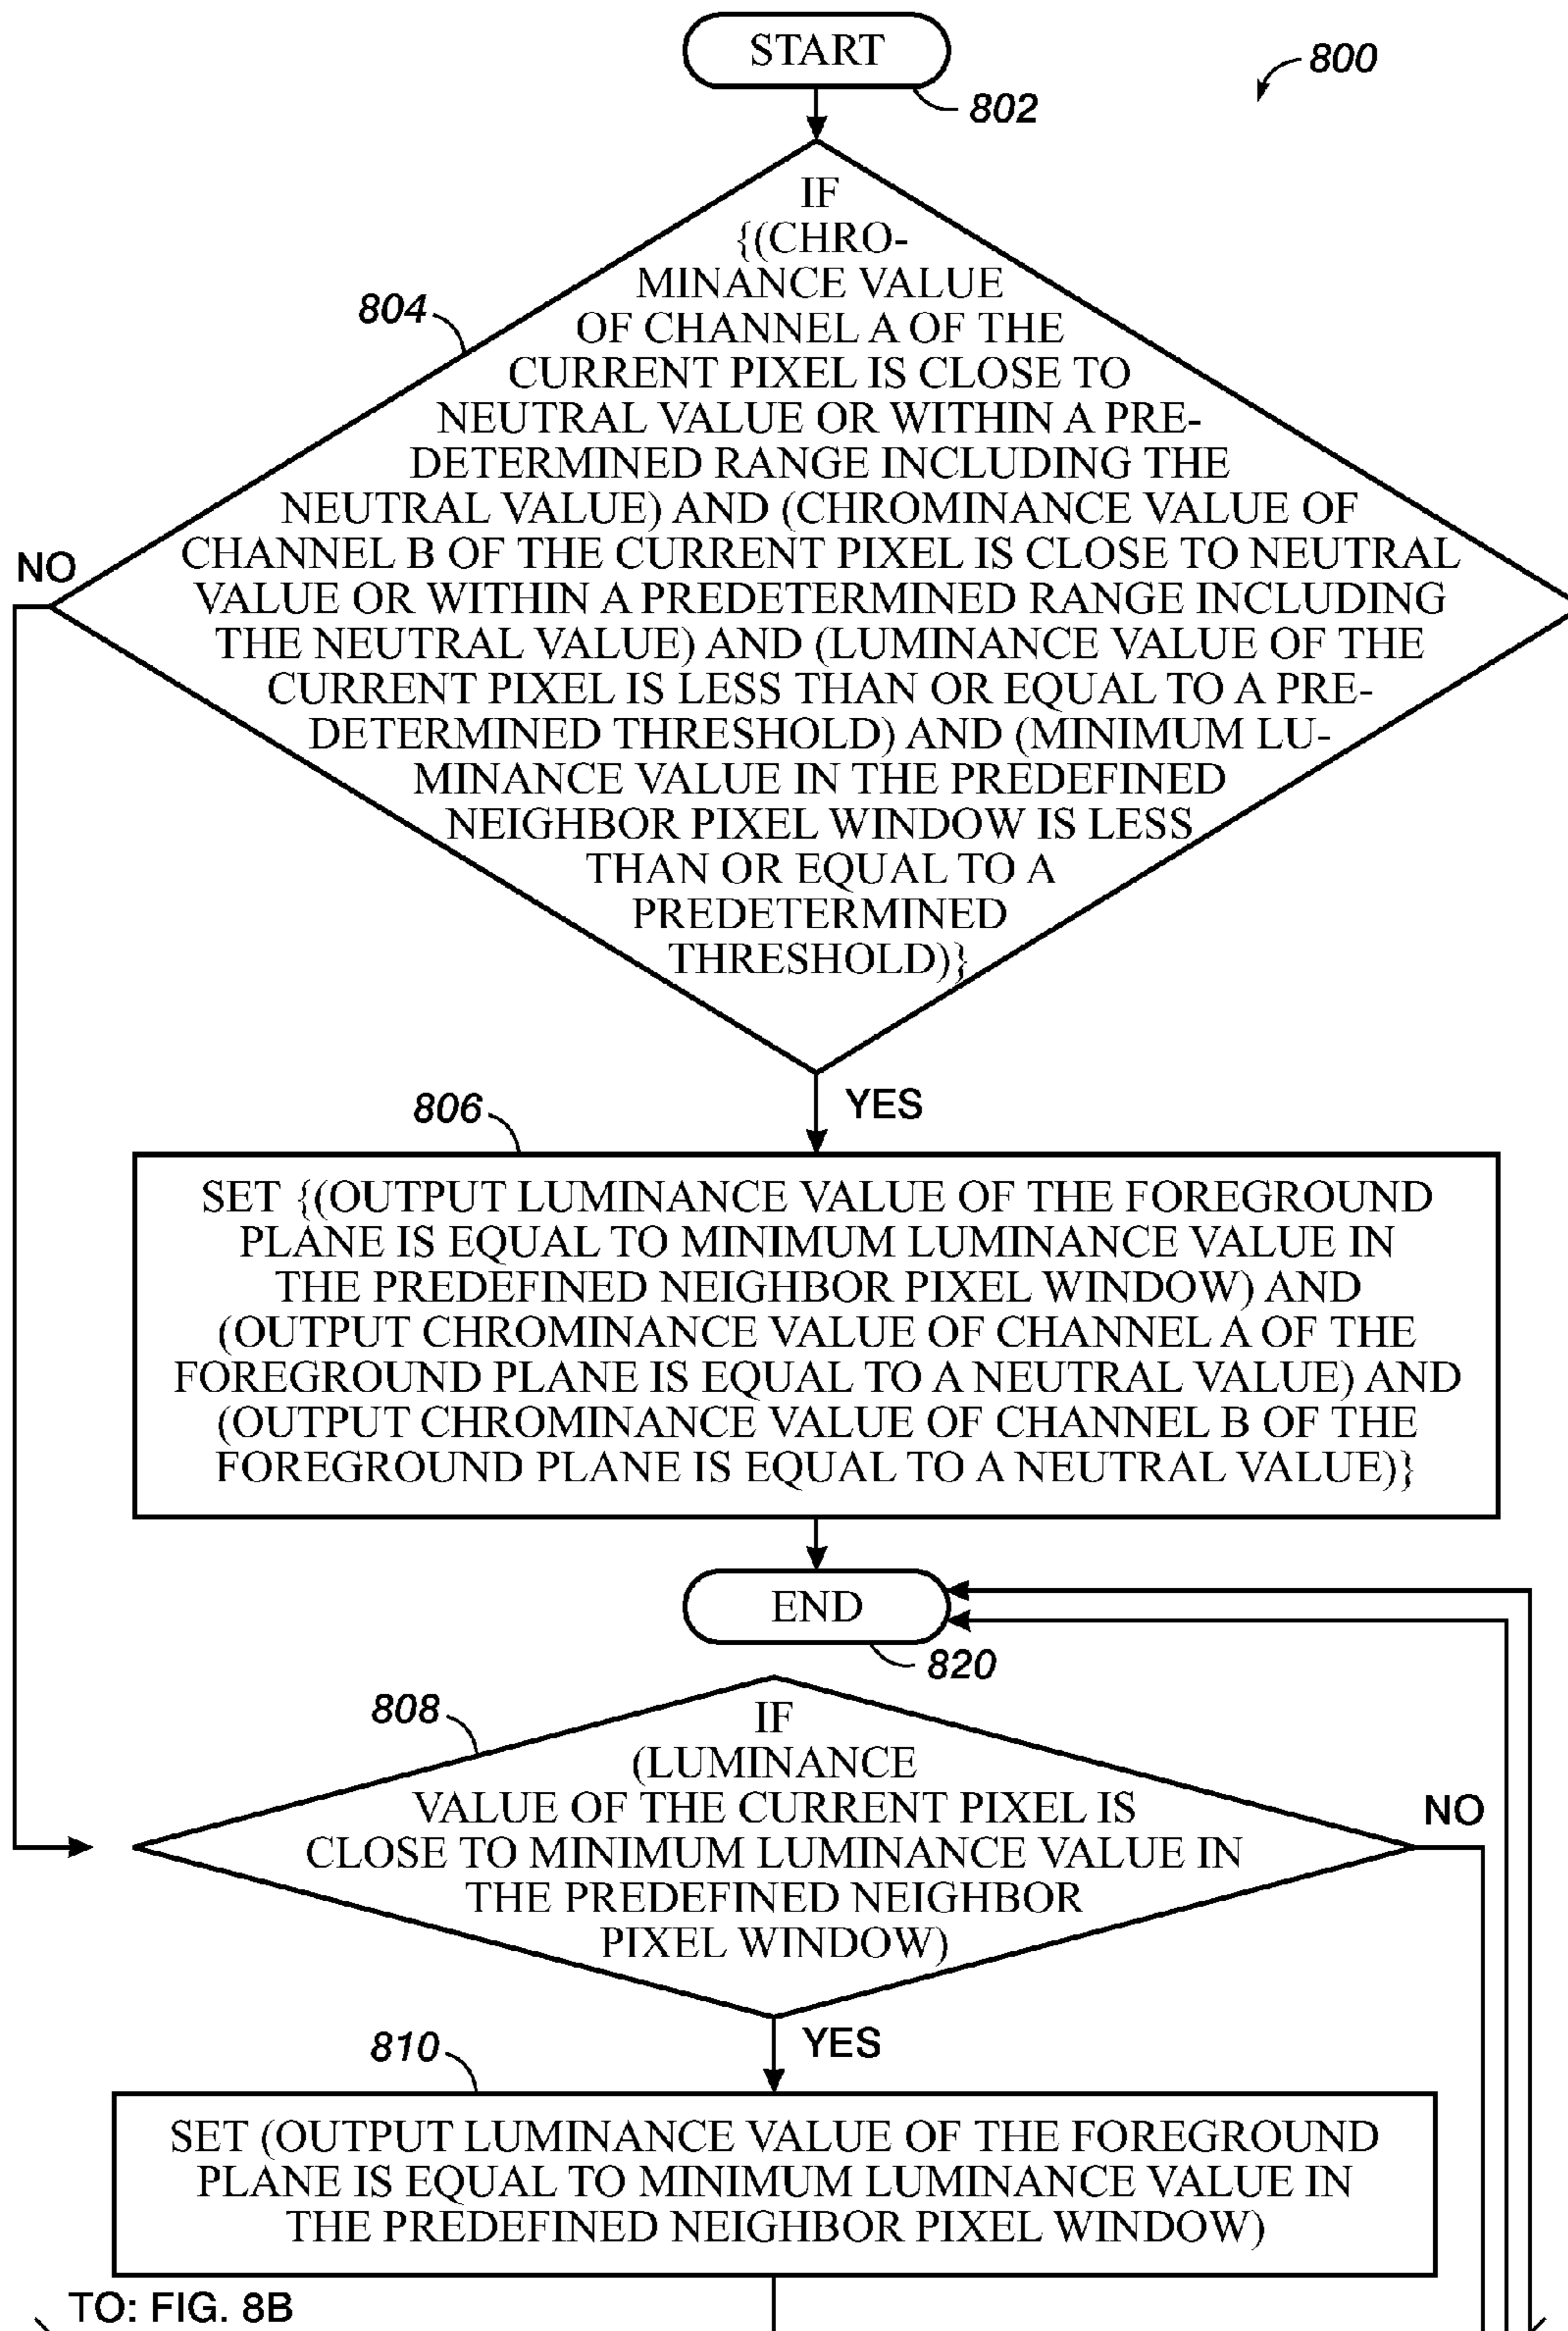 START
800
802
IF
{(CHRO-
MINANCE VALUE
OF CHANNEL A OF THE
CURRENT PIXEL IS CLOSE TO
NEUTRAL VALUE OR WITHIN A PRE-
DETERMINED RANGE INCLUDING THE
NEUTRAL VALUE) AND (CHROMINANCE VALUE OF
CHANNEL B OF THE CURRENT PIXEL IS CLOSE TO NEUTRAL
VALUE OR WITHIN A PREDETERMINED RANGE INCLUDING
THE NEUTRAL VALUE) AND (LUMINANCE VALUE OF THE
CURRENT PIXEL IS LESS THAN OR EQUAL TO A PRE-
DETERMINED THRESHOLD) AND (MINIMUM LU-
MINANCE VALUE IN THE PREDEFINED
NEIGHBOR PIXEL WINDOW IS LESS
THAN OR EQUAL TO A
PREDETERMINED
THRESHOLD)}
804
NO
YES
806
SET {(OUTPUT LUMINANCE VALUE OF THE FOREGROUND
PLANE IS EQUAL TO MINIMUM LUMINANCE VALUE IN
THE PREDEFINED NEIGHBOR PIXEL WINDOW) AND
(OUTPUT CHROMINANCE VALUE OF CHANNEL A OF THE
FOREGROUND PLANE IS EQUAL TO A NEUTRAL VALUE) AND
(OUTPUT CHROMINANCE VALUE OF CHANNEL B OF THE
FOREGROUND PLANE IS EQUAL TO A NEUTRAL VALUE)}
END
820
808
IF
(LUMINANCE
VALUE OF THE CURRENT PIXEL IS
CLOSE TO MINIMUM LUMINANCE VALUE IN
THE PREDEFINED NEIGHBOR
PIXEL WINDOW)
NO
YES
810
SET (OUTPUT LUMINANCE VALUE OF THE FOREGROUND
PLANE IS EQUAL TO MINIMUM LUMINANCE VALUE IN
THE PREDEFINED NEIGHBOR PIXEL WINDOW)
TO: FIG. 8B